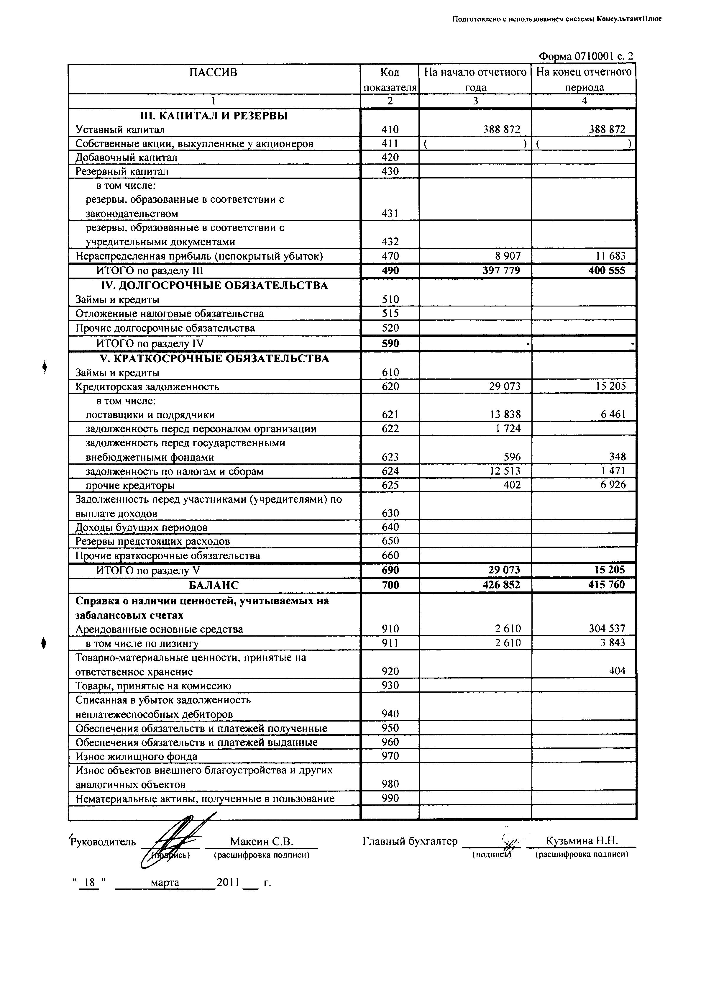 Подготовлено с использованием системы КонсультантПлюс
Форма 0710001 с. 2
ПАССИВ Код показателя На начало отчетного года На конец отчетного периода
1 2 3 4
III. КАПИТАЛ И РЕЗЕРВЫ
Уставный капитал 410 388 872 388 872
Собственные акции, выкупленные у акционеров 411 ( ) ( )
Добавочный капитал 420
Резервный капитал 430
в том числе:
резервы, образованные в соответствии с
законодательством 431
резервы, образованные в соответствии с
учредительными документами 432
Нераспределенная прибыль (непокрытый убыток) 470 8 907 11 683
ИТОГО по разделу III 490 397 779 400 555
IV. ДОЛГОСРОЧНЫЕ ОБЯЗАТЕЛЬСТВА
Займы и кредиты 510
Отложенные налоговые обязательства 515
Прочие долгосрочные обязательства 520
ИТОГО по разделу IV 590 - -
V. КРАТКОСРОЧНЫЕ ОБЯЗАТЕЛЬСТВА
Займы и кредиты 610
Кредиторская задолженность 620 29 073 15 205
в том числе:
поставщики и подрядчики 621 13 838 6 461
задолженность перед персоналом организации 622 1 724
задолженность перед государственными
внебюджетными фондами 623 596 348
задолженность по налогам и сборам 624 12 513 1 471
прочие кредиторы 625 402 6 926
Задолженность перед участниками (учредителями) по
выплате доходов 630
Доходы будущих периодов 640
Резервы предстоящих расходов 650
Прочие краткосрочные обязательства 660
ИТОГО по разделу V 690 29 073 15 205
БАЛАНС 700 426 852 415 760
Справка о наличии ценностей, учитываемых на
забалансовых счетах
Арендованные основные средства 910 2 610 304 537
в том числе по лизингу 911 2 610 3 843
Товарно-материальные ценности, принятые на
ответственное хранение 920 404
Товары, принятые на комиссию 930
Списанная в убыток задолженность
неплатежеспособных дебиторов 940
Обеспечения обязательств и платежей полученные 950
Обеспечения обязательств и платежей выданные 960
Износ жилищного фонда 970
Износ объектов внешнего благоустройства и других
аналогичных объектов 980
Нематериальные активы, полученные в пользование 990
Руководитель Максин С.В. Главный бухгалтер Кузьмина Н.Н.
(подпись) (расшифровка подписи) (подпись) (расшифровка подписи)
" 18 " марта 2011 г.